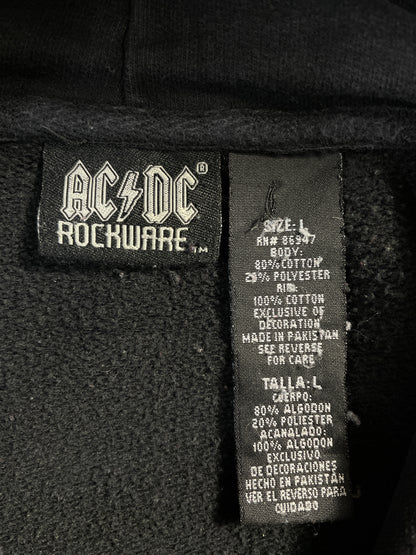 AC⚡DC®
ROCKWARE™
SIZE: L
RN# 86947
BODY:
80% COTTON
20% POLYESTER
RIB:
100% COTTON
EXCLUSIVE OF
DECORATION
MADE IN PAKISTAN
SEE REVERSE
FOR CARE
TALLA: L
CUERPO:
80% ALGODON
20% POLIESTER
ACANALADO:
100% ALGODON
EXCLUSIVO
DE DECORACIONES
HECHO EN PAKISTAN
VER EL REVERSO PARA
CUIDADO